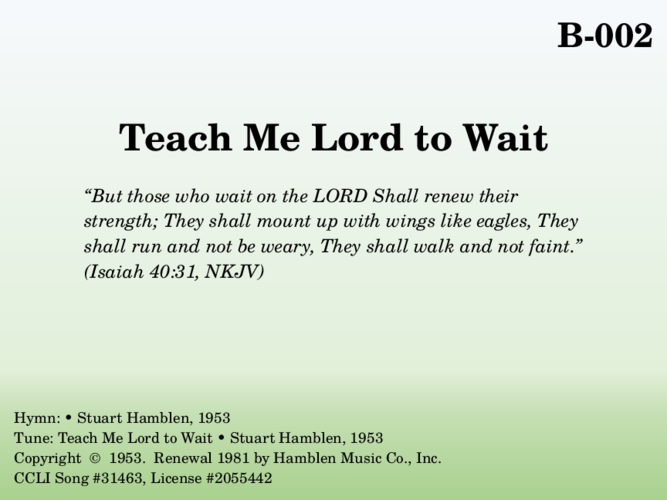 B-002
Teach Me Lord to Wait
“But those who wait on the LORD Shall renew their
strength; They shall mount up with wings like eagles, They
shall run and not be weary, They shall walk and not faint.”
(Isaiah 40:31, NKJV)
Hymn: • Stuart Hamblen, 1953
Tune: Teach Me Lord to Wait • Stuart Hamblen, 1953
Copyright © 1953. Renewal 1981 by Hamblen Music Co., Inc.
CCLI Song #31463, License #2055442